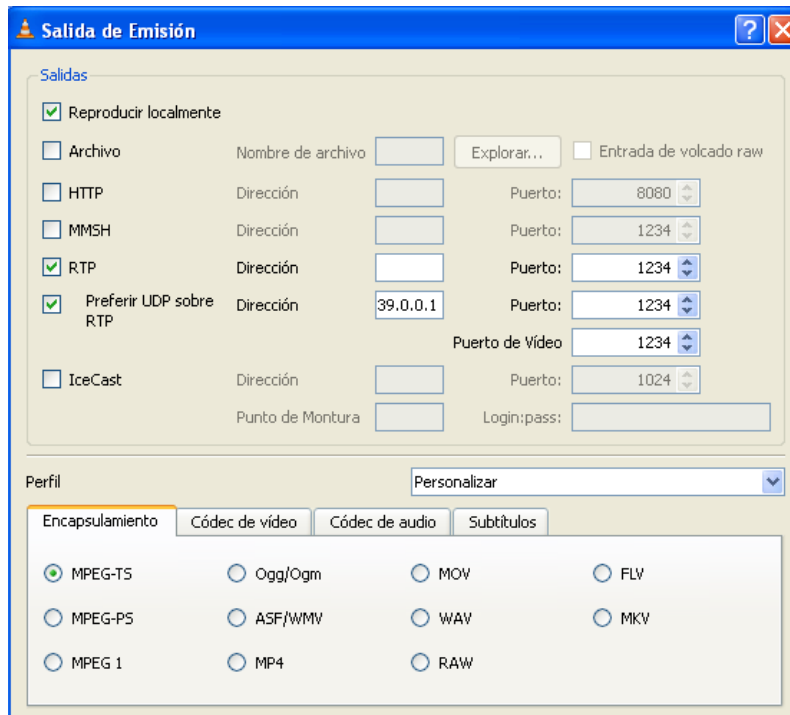 Salida de Emisión
Salidas
Reproducir localmente
Archivo Nombre de archivo Explorar... Entrada de volcado raw
HTTP Dirección Puerto: 8080
MMSH Dirección Puerto: 1234
RTP Dirección Puerto: 1234
Preferir UDP sobre RTP Dirección 39.0.0.1 Puerto: 1234
Puerto de Vídeo 1234
IceCast Dirección Puerto: 1024
Punto de Montura Login:pass:
Perfil Personalizar
Encapsulamiento Códec de vídeo Códec de audio Subtítulos
MPEG-TS Ogg/Ogm MOV FLV
MPEG-PS ASF/WMV WAV MKV
MPEG 1 MP4 RAW